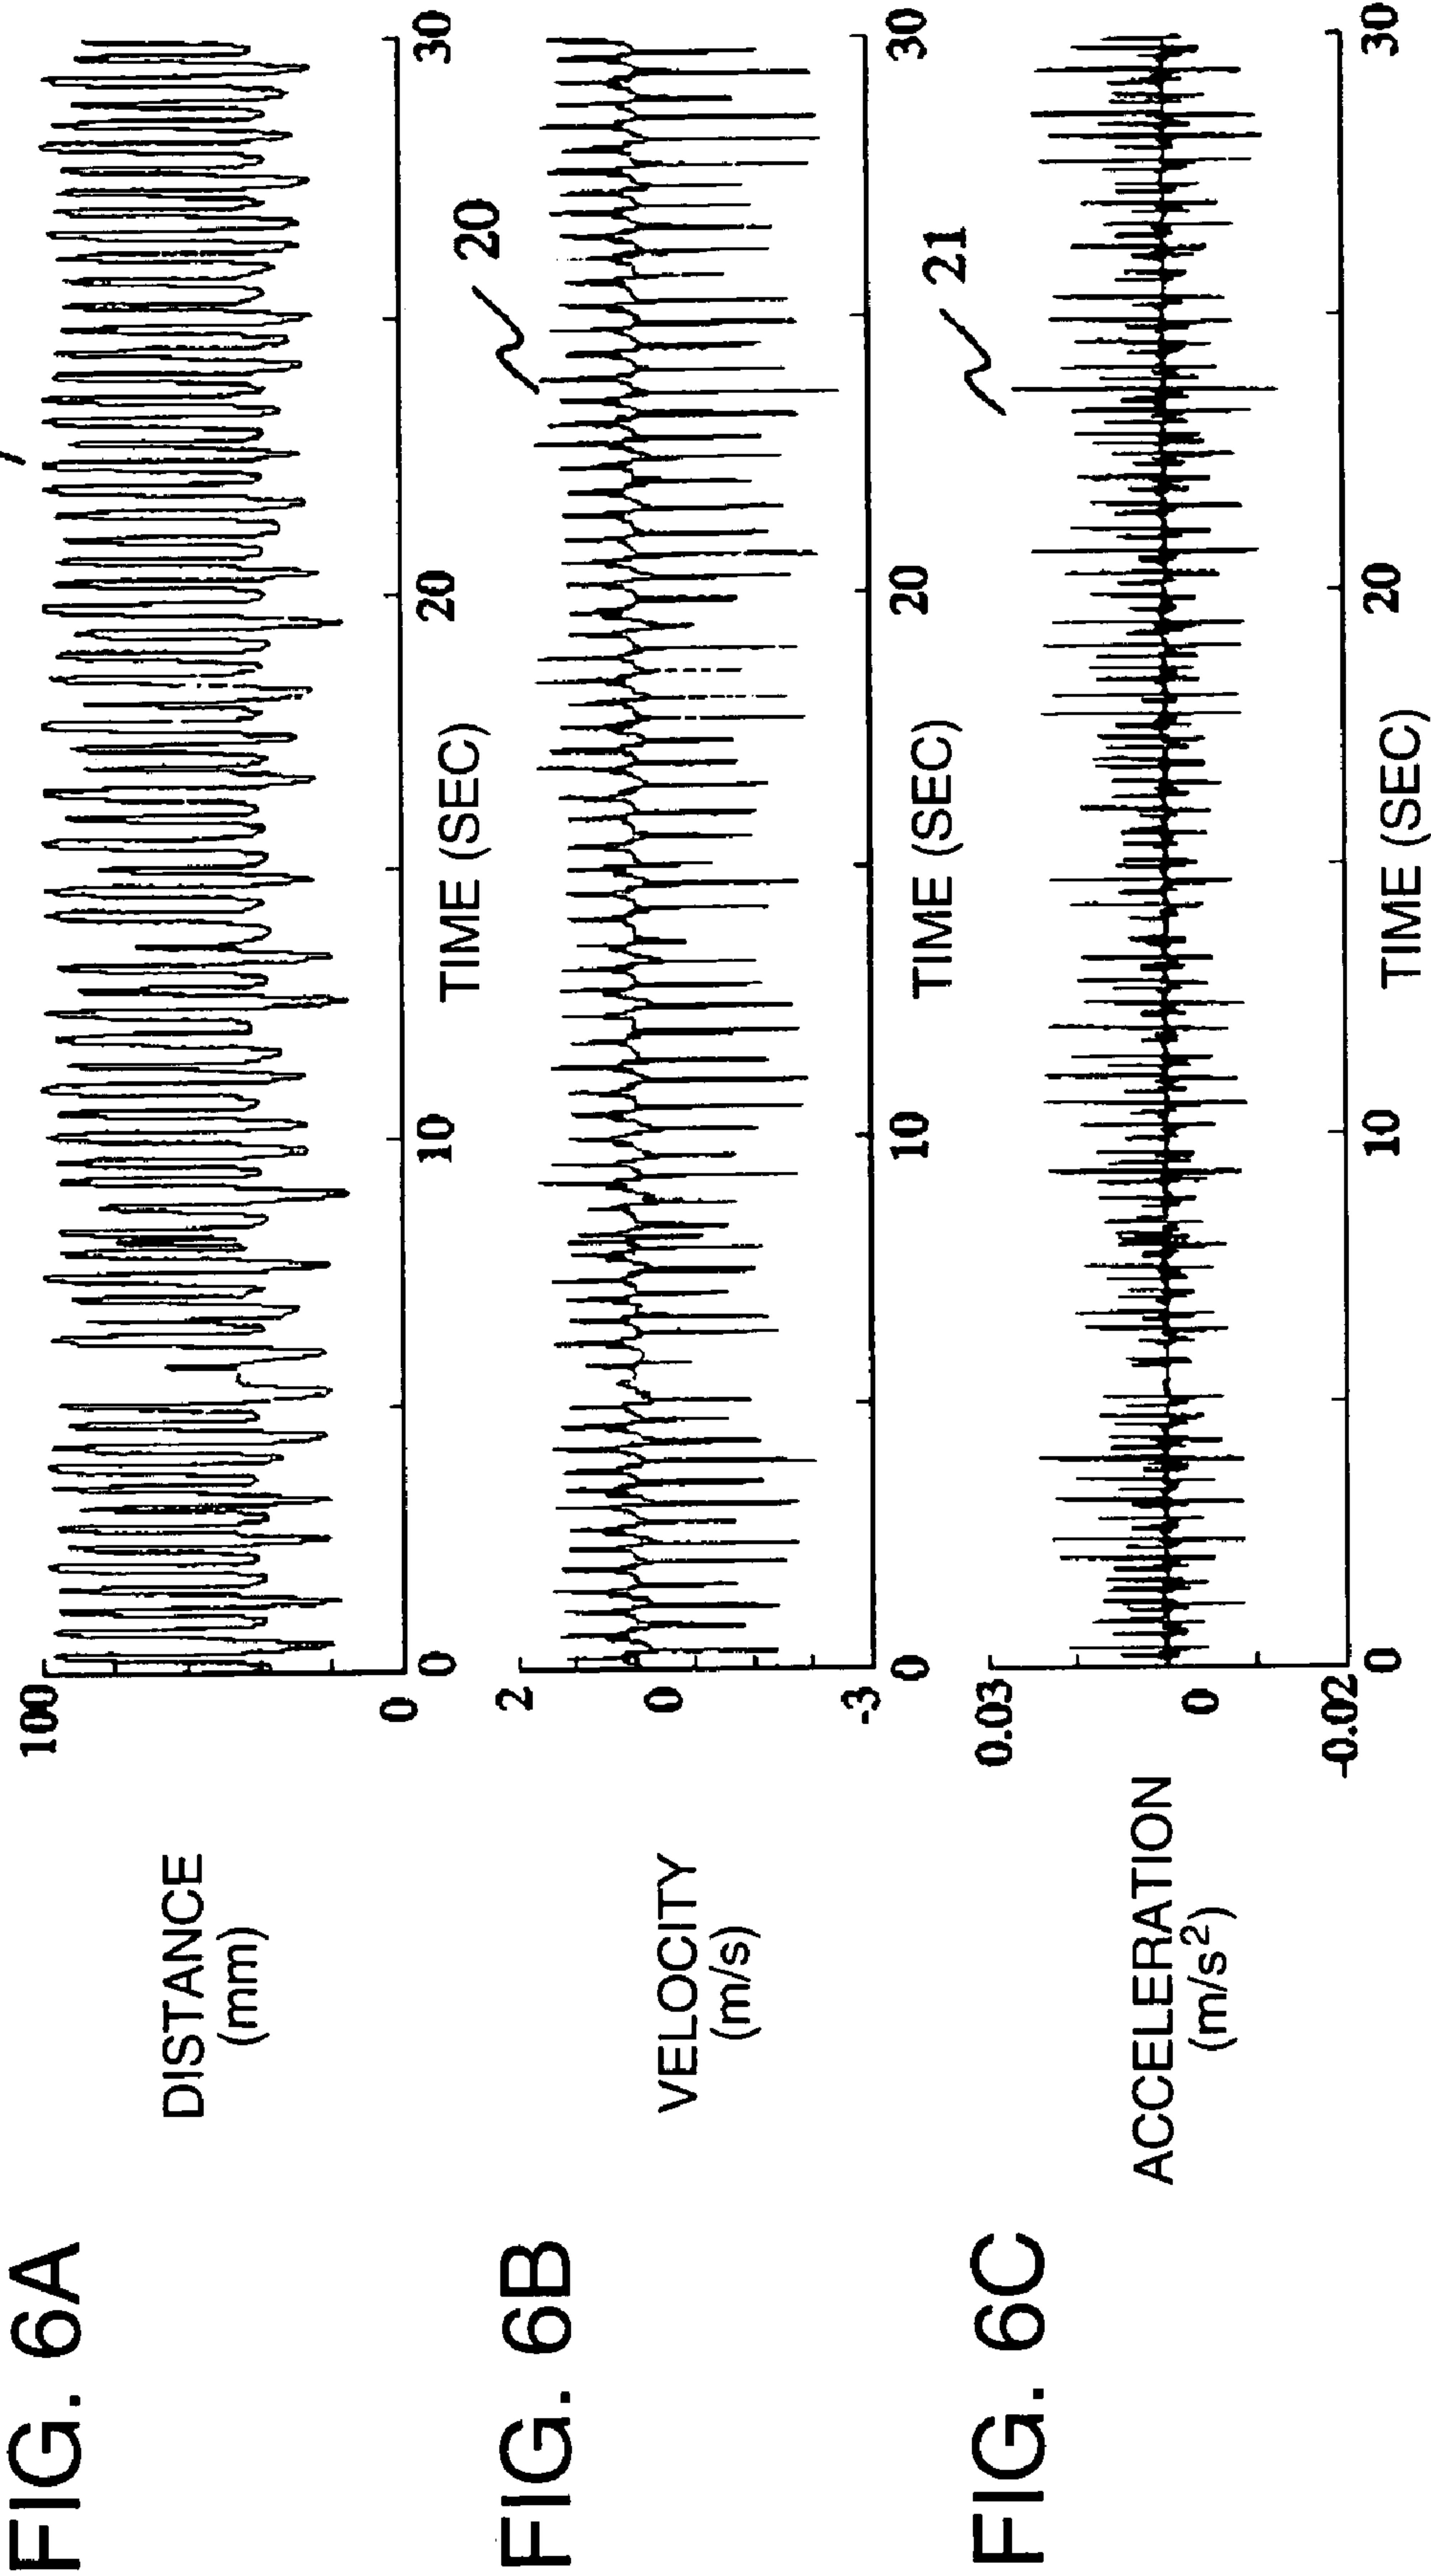 FIG. 6A
DISTANCE
(mm)
100
0
0
10
20
30
TIME (SEC)
FIG. 6B
VELOCITY
(m/s)
2
0
-3
20
0
10
20
30
TIME (SEC)
FIG. 6C
ACCELERATION
(m/s2)
0.03
0
-0.02
21
0
10
20
30
TIME (SEC)